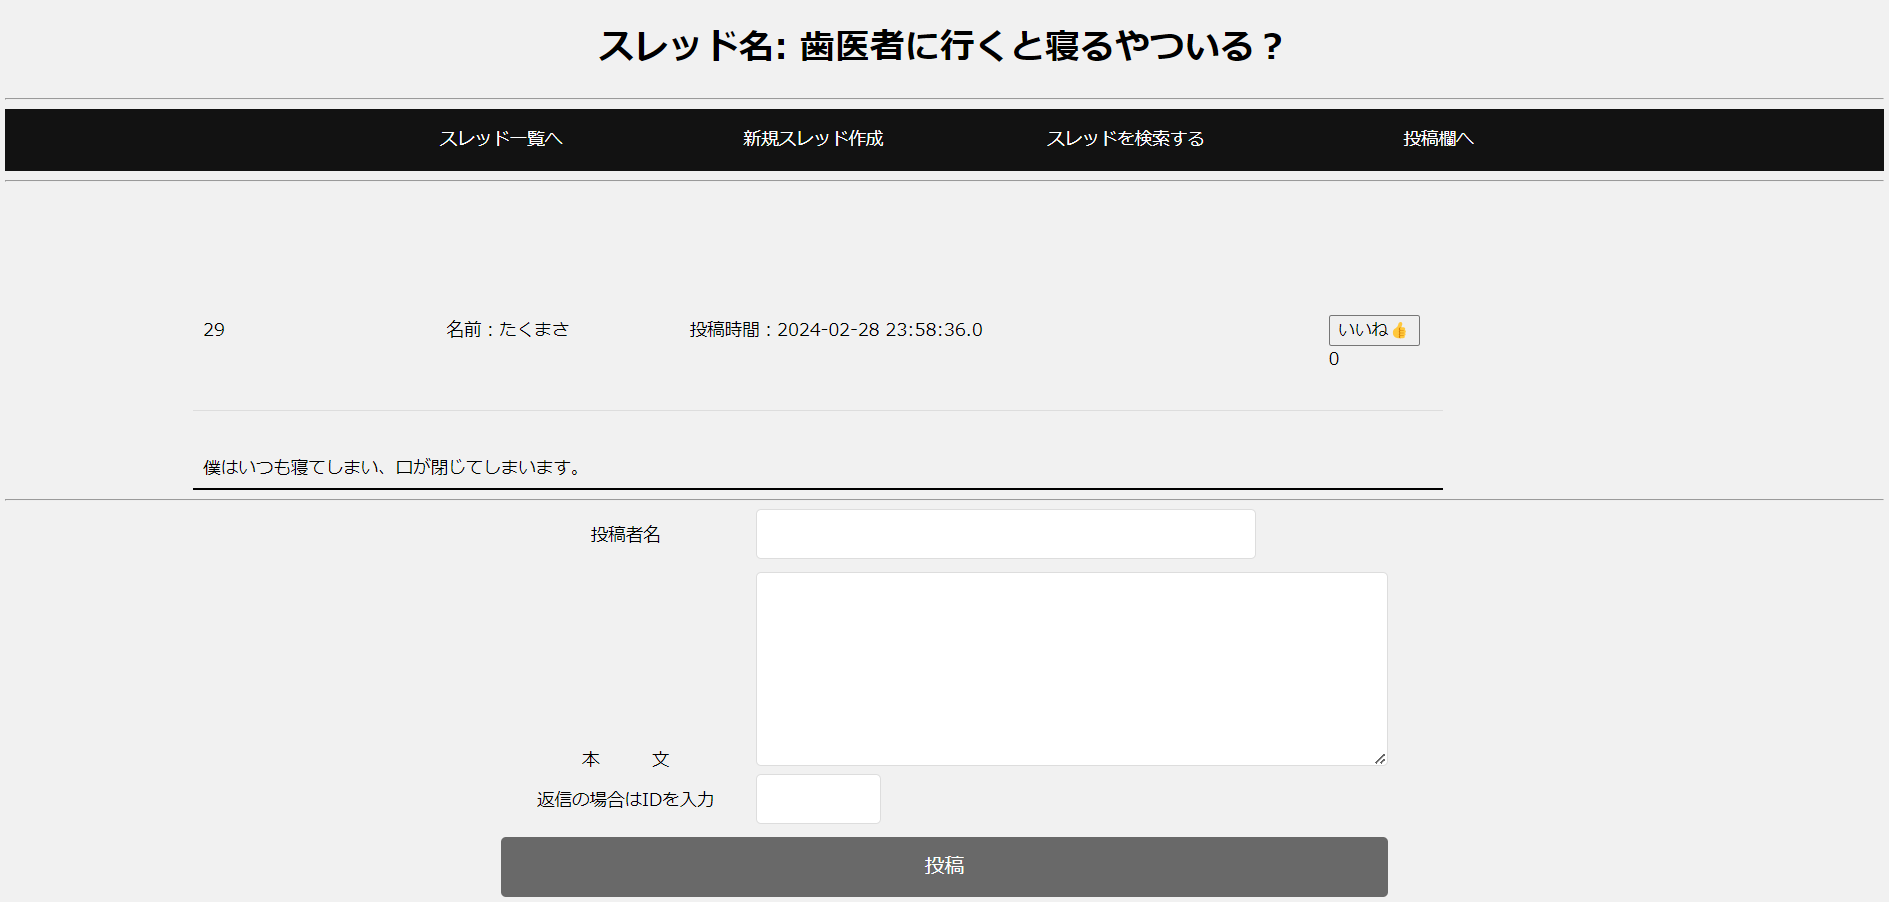 スレッド名: 歯医者に行くと寝るやついる？
スレッド一覧へ 新規スレッド作成 スレッドを検索する 投稿欄へ
29 名前：たくまさ 投稿時間：2024-02-28 23:58:36.0 いいね👍
0
僕はいつも寝てしまい、口が閉じてしまいます。
投稿者名
本　　　文
返信の場合はIDを入力
投稿